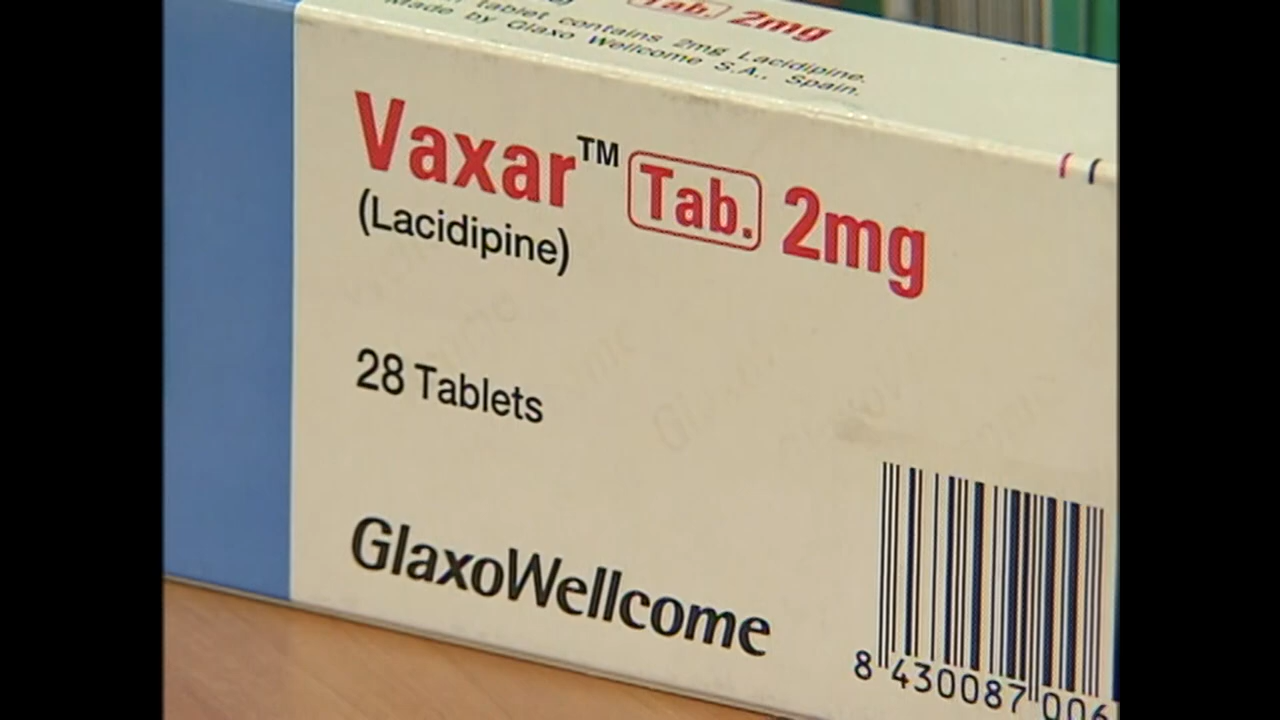 Tab. 2mg
tablet contains 2mg Lacidipine.
Made by Glaxo Wellcome S.A., Spain.
Vaxar™ Tab. 2mg
(Lacidipine)
28 Tablets
GlaxoWellcome
8 430087 006